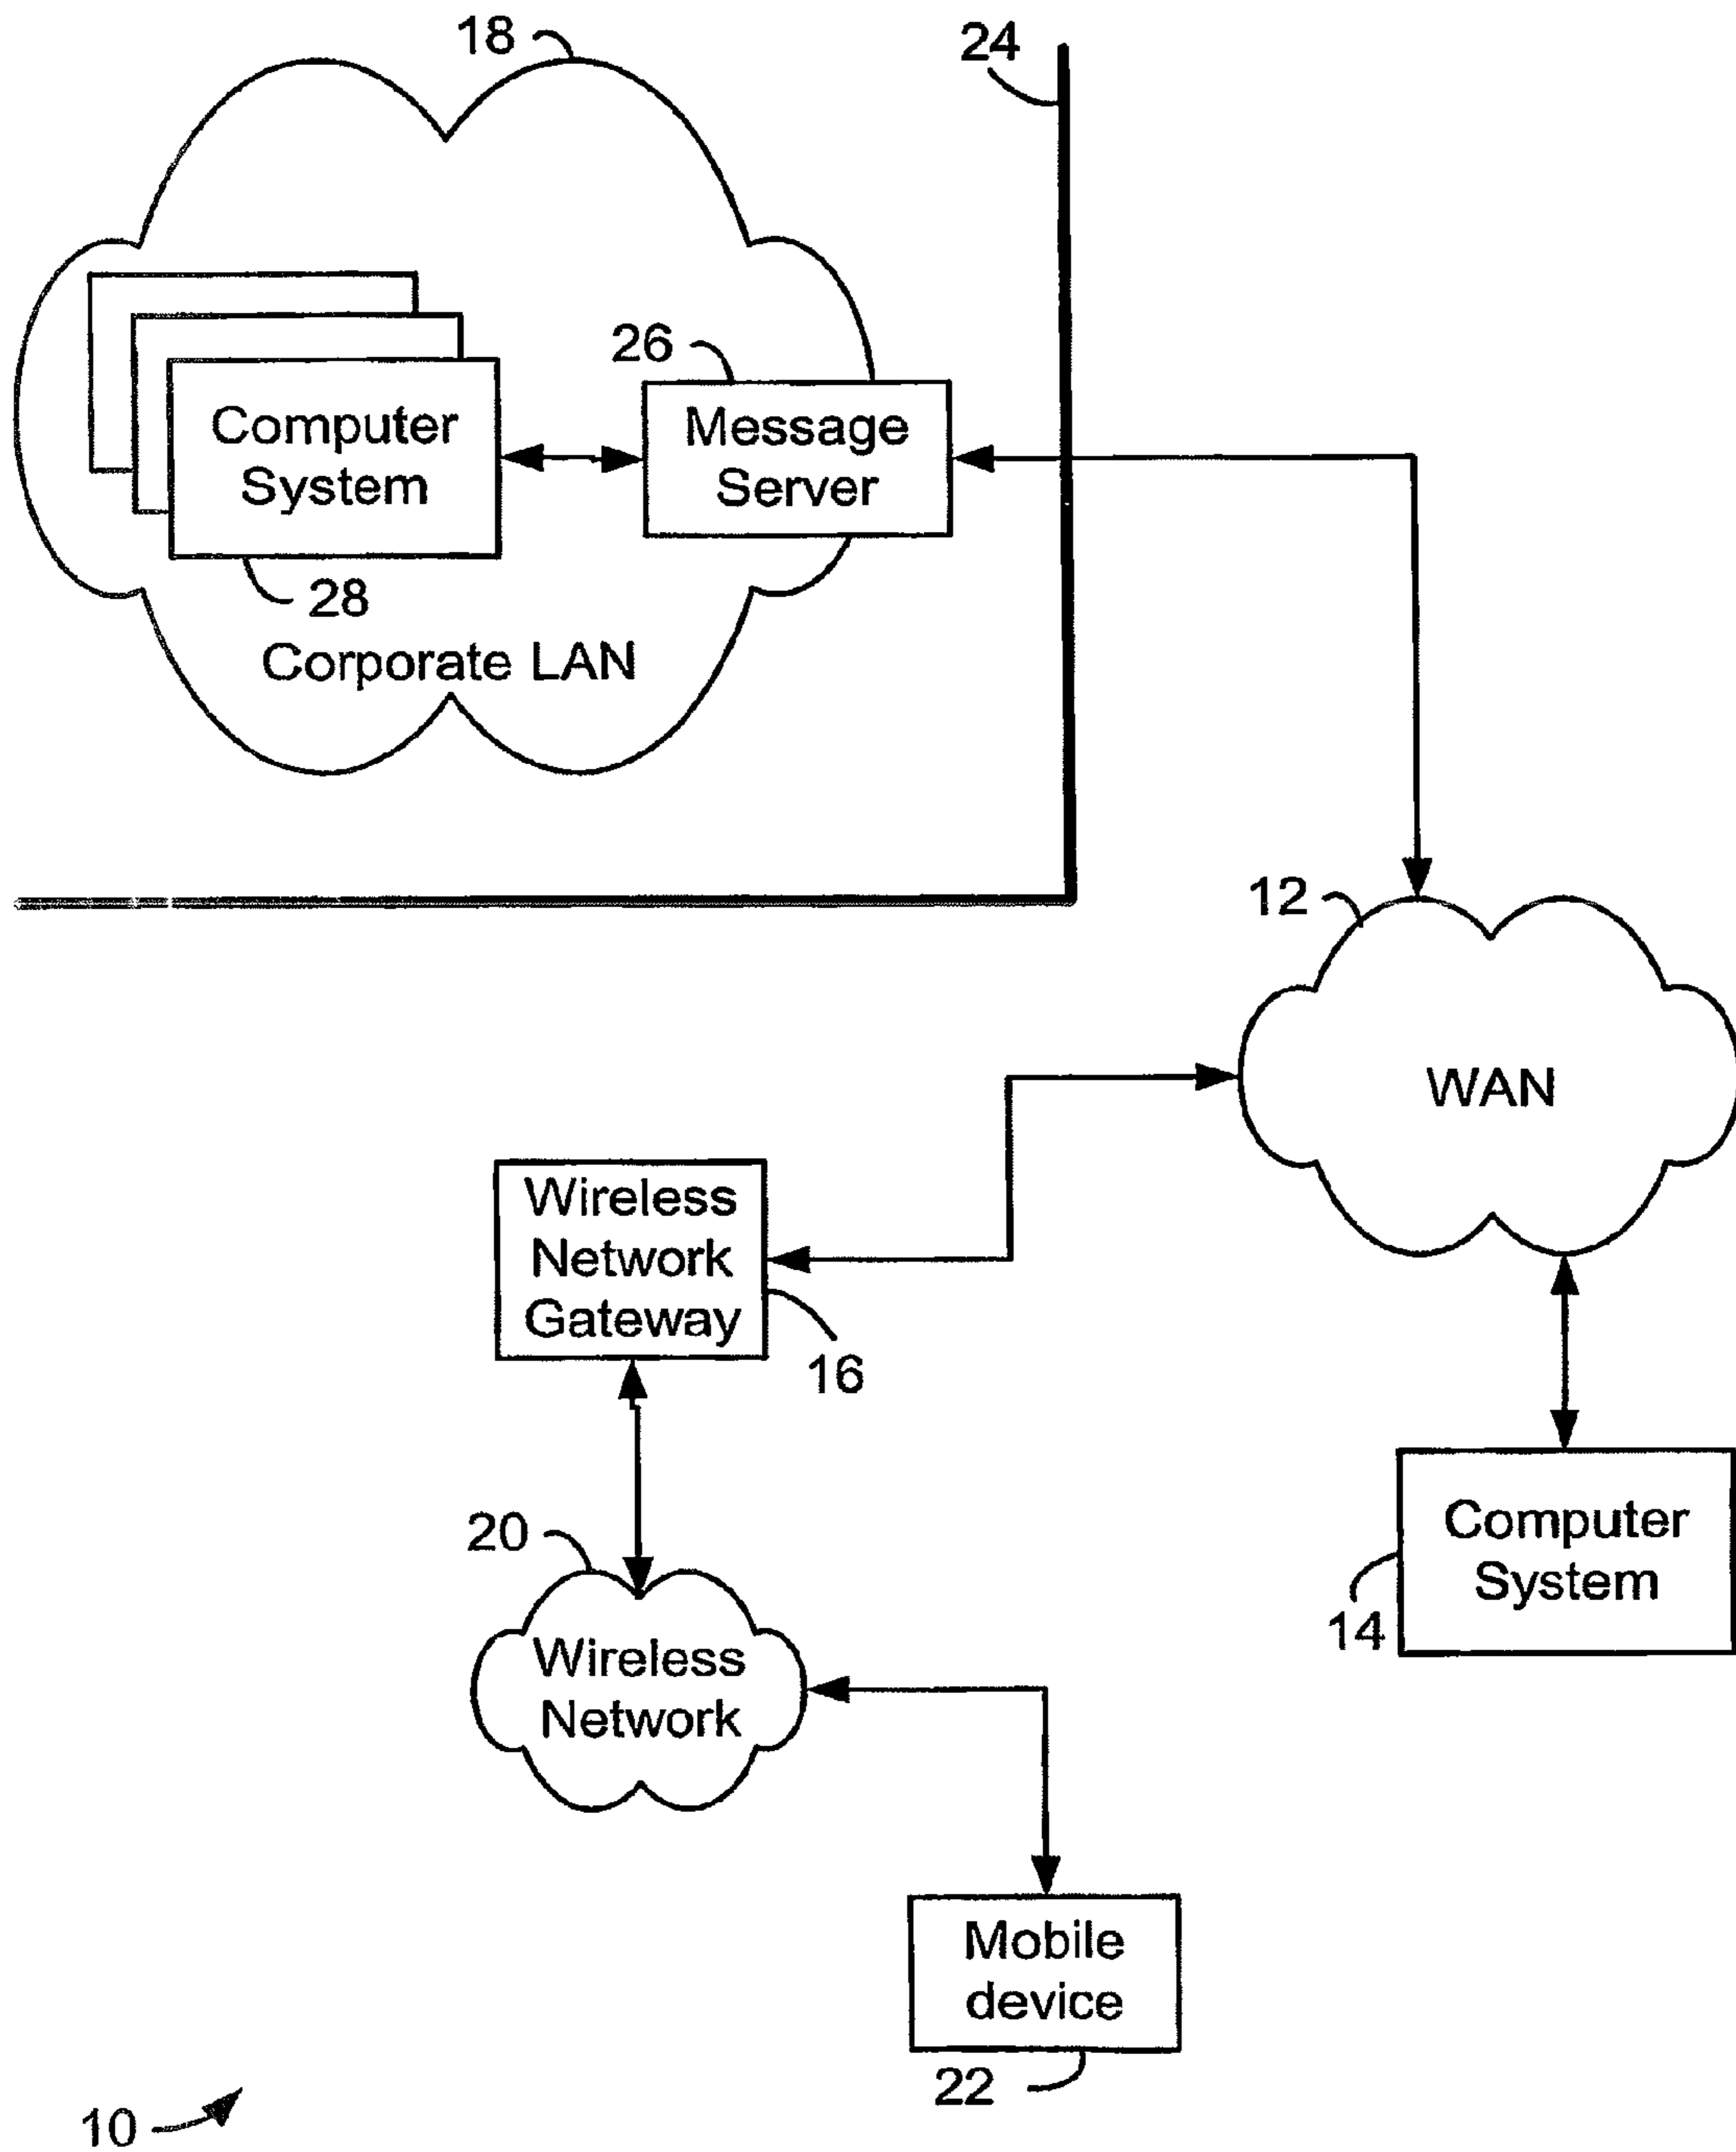 18
24
26
Computer
System
Message
Server
28
Corporate LAN
12
WAN
Wireless
Network
Gateway
16
20
Computer
System
14
Wireless
Network
Mobile
device
22
10